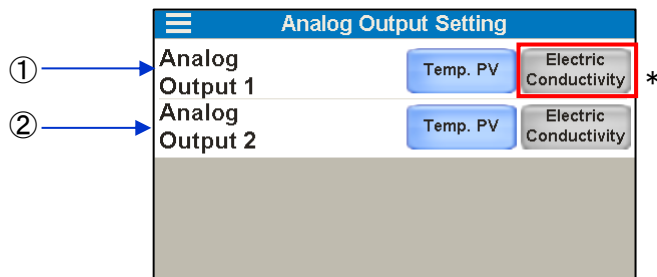 Analog Output Setting
① Analog Output 1 Temp. PV Electric Conductivity *
② Analog Output 2 Temp. PV Electric Conductivity